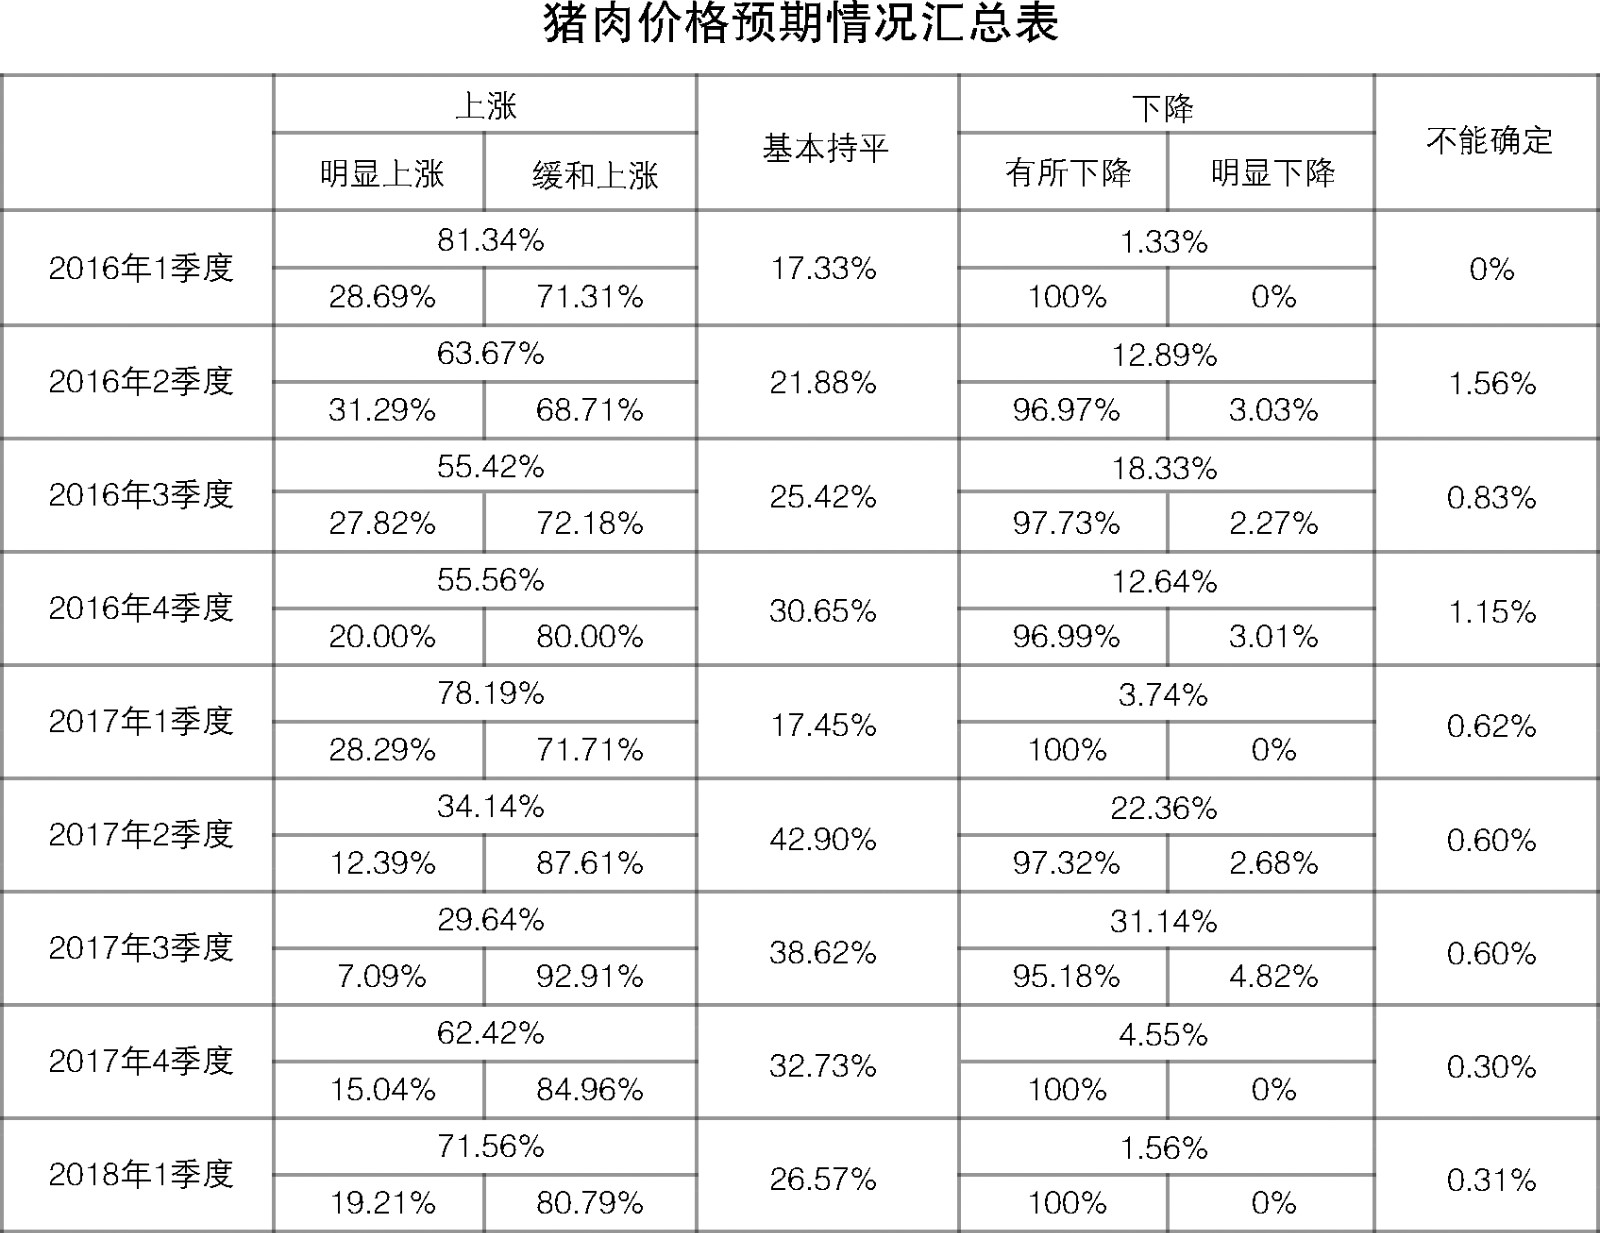 猪肉价格预期情况汇总表
上涨 基本持平 下降 不能确定
明显上涨 缓和上涨 有所下降 明显下降
2016年1季度 81.34% 17.33% 1.33% 0%
28.69% 71.31% 100% 0%
2016年2季度 63.67% 21.88% 12.89% 1.56%
31.29% 68.71% 96.97% 3.03%
2016年3季度 55.42% 25.42% 18.33% 0.83%
27.82% 72.18% 97.73% 2.27%
2016年4季度 55.56% 30.65% 12.64% 1.15%
20.00% 80.00% 96.99% 3.01%
2017年1季度 78.19% 17.45% 3.74% 0.62%
28.29% 71.71% 100% 0%
2017年2季度 34.14% 42.90% 22.36% 0.60%
12.39% 87.61% 97.32% 2.68%
2017年3季度 29.64% 38.62% 31.14% 0.60%
7.09% 92.91% 95.18% 4.82%
2017年4季度 62.42% 32.73% 4.55% 0.30%
15.04% 84.96% 100% 0%
2018年1季度 71.56% 26.57% 1.56% 0.31%
19.21% 80.79% 100% 0%